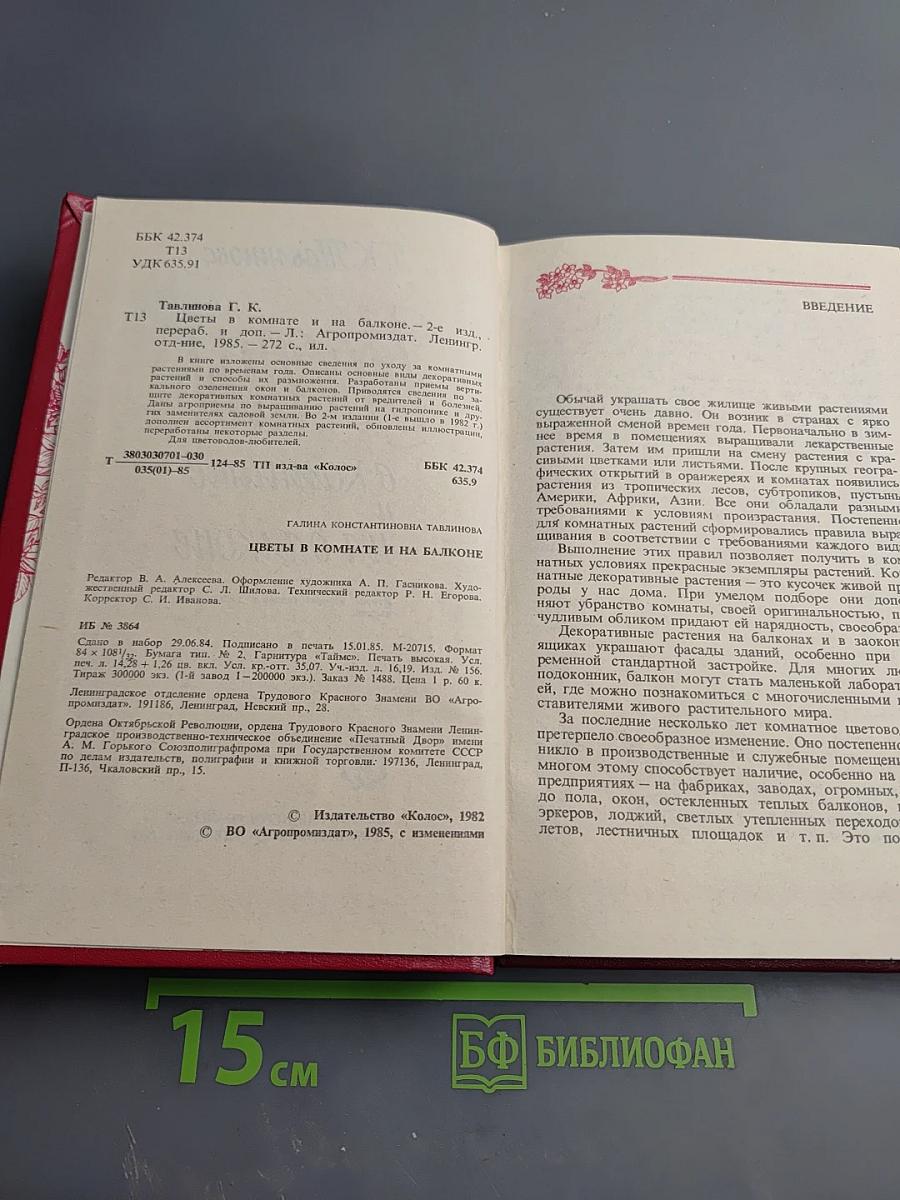 ББК 42.374
Т13
УДК 635.91
Тавлинова Г. К.
Т13 Цветы в комнате и на балконе. — 2-е изд.,
перераб. и доп. — Л.: Агропромиздат. Ленингр.
отд-ние, 1985. — 272 с., ил.
В книге изложены основные сведения по уходу за комнатными
растениями по временам года. Описаны основные виды декоративных
растений и способы их размножения. Разработаны приемы верти-
кального озеленения окон и балконов. Приводятся сведения по за-
щите декоративных комнатных растений от вредителей и болезней.
Даны агроприемы по выращиванию растений на гидропонике и дру-
гих заменителях садовой земли. Во 2-м издании (1-е вышло в 1982 г.)
дополнен ассортимент комнатных растений, обновлены иллюстрации,
переработаны некоторые разделы.
Для цветоводов-любителей.
Т 3803030701–030
035(01)–85 124–85 ТП изд-ва «Колос» ББК 42.374
635.9
ГАЛИНА КОНСТАНТИНОВНА ТАВЛИНОВА
ЦВЕТЫ В КОМНАТЕ И НА БАЛКОНЕ
Редактор В. А. Алексеева. Оформление художника А. П. Гасникова. Худо-
жественный редактор С. Л. Шилова. Технический редактор Р. Н. Егорова.
Корректор С. И. Иванова.
ИБ № 3864
Сдано в набор 29.06.84. Подписано в печать 15.01.85. М-20715. Формат
84 × 108¹/₃₂. Бумага тип. № 2, Гарнитура «Таймс». Печать высокая. Усл.
печ. л. 14,28 + 1,26 цв. вкл. Усл. кр.-отт. 35,07. Уч.-изд. л. 16,19. Изд. № 156.
Тираж 300000 экз. (1-й завод 1–200000 экз.). Заказ № 1488. Цена 1 р. 60 к.
Ленинградское отделение ордена Трудового Красного Знамени ВО «Агро-
промиздат». 191186, Ленинград, Невский пр., 28.
Ордена Октябрьской Революции, ордена Трудового Красного Знамени Ленин-
градское производственно-техническое объединение «Печатный Двор» имени
А. М. Горького Союзполиграфпрома при Государственном комитете СССР
по делам издательств, полиграфии и книжной торговли. 197136, Ленинград,
П-136, Чкаловский пр., 15.
© Издательство «Колос», 1982
© ВО «Агропромиздат», 1985, с изменениями
ВВЕДЕНИЕ
Обычай украшать свое жилище живыми растениями
существует очень давно. Он возник в странах с ярко
выраженной сменой времен года. Первоначально в зим-
нее время в помещениях выращивали лекарственные
растения. Затем им пришли на смену растения с кра-
сивыми цветками или листьями. После крупных геогра-
фических открытий в оранжереях и комнатах появились
растения из тропических лесов, субтропиков, пустынь
Америки, Африки, Азии. Все они обладали разными
требованиями к условиям произрастания. Постепенно
для комнатных растений сформировались правила выра
щивания в соответствии с требованиями каждого вид
Выполнение этих правил позволяет получить в ком
натных условиях прекрасные экземпляры растений. Ко
натные декоративные растения — это кусочек живой пр
роды у нас дома. При умелом подборе они допо
няют убранство комнаты, своей оригинальностью, п
чудливым обликом придают ей нарядность, своеобраз
Декоративные растения на балконах и в заокон
ящиках украшают фасады зданий, особенно при
ременной стандартной застройке. Для многих лю
подоконник, балкон могут стать маленькой лаборат
ей, где можно познакомиться с многочисленными
ставителями живого растительного мира.
За последние несколько лет комнатное цветовод
претерпело своеобразное изменение. Оно постепенно
никло в производственные и служебные помещени
многом этому способствует наличие, особенно на
предприятиях — на фабриках, заводах, огромных,
до пола, окон, остекленных теплых балконов,
эркеров, лоджий, светлых утепленных переходов
летов, лестничных площадок и т. п. Это по
15 см
БФ БИБЛИОФАН